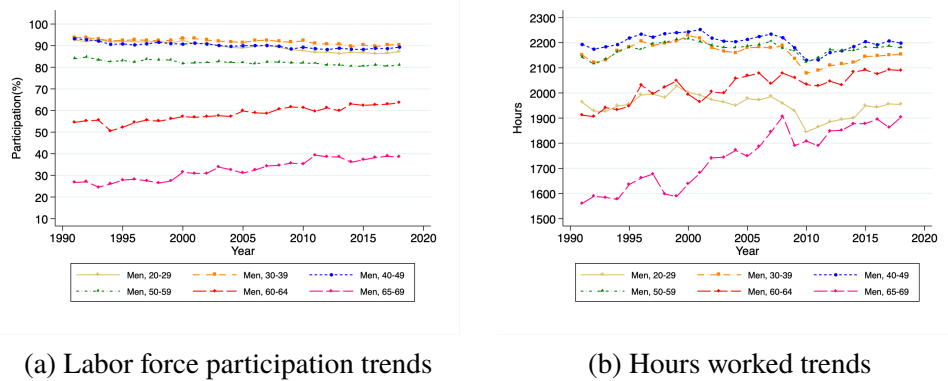 100
90
80
70
60
50
40
30
20
10
Participation(%)
1990 1995 2000 2005 2010 2015 2020
Year
Men, 20-29 Men, 30-39 Men, 40-49
Men, 50-59 Men, 60-64 Men, 65-69
(a) Labor force participation trends
2300
2200
2100
2000
1900
1800
1700
1600
1500
Hours
1990 1995 2000 2005 2010 2015 2020
Year
Men, 20-29 Men, 30-39 Men, 40-49
Men, 50-59 Men, 60-64 Men, 65-69
(b) Hours worked trends